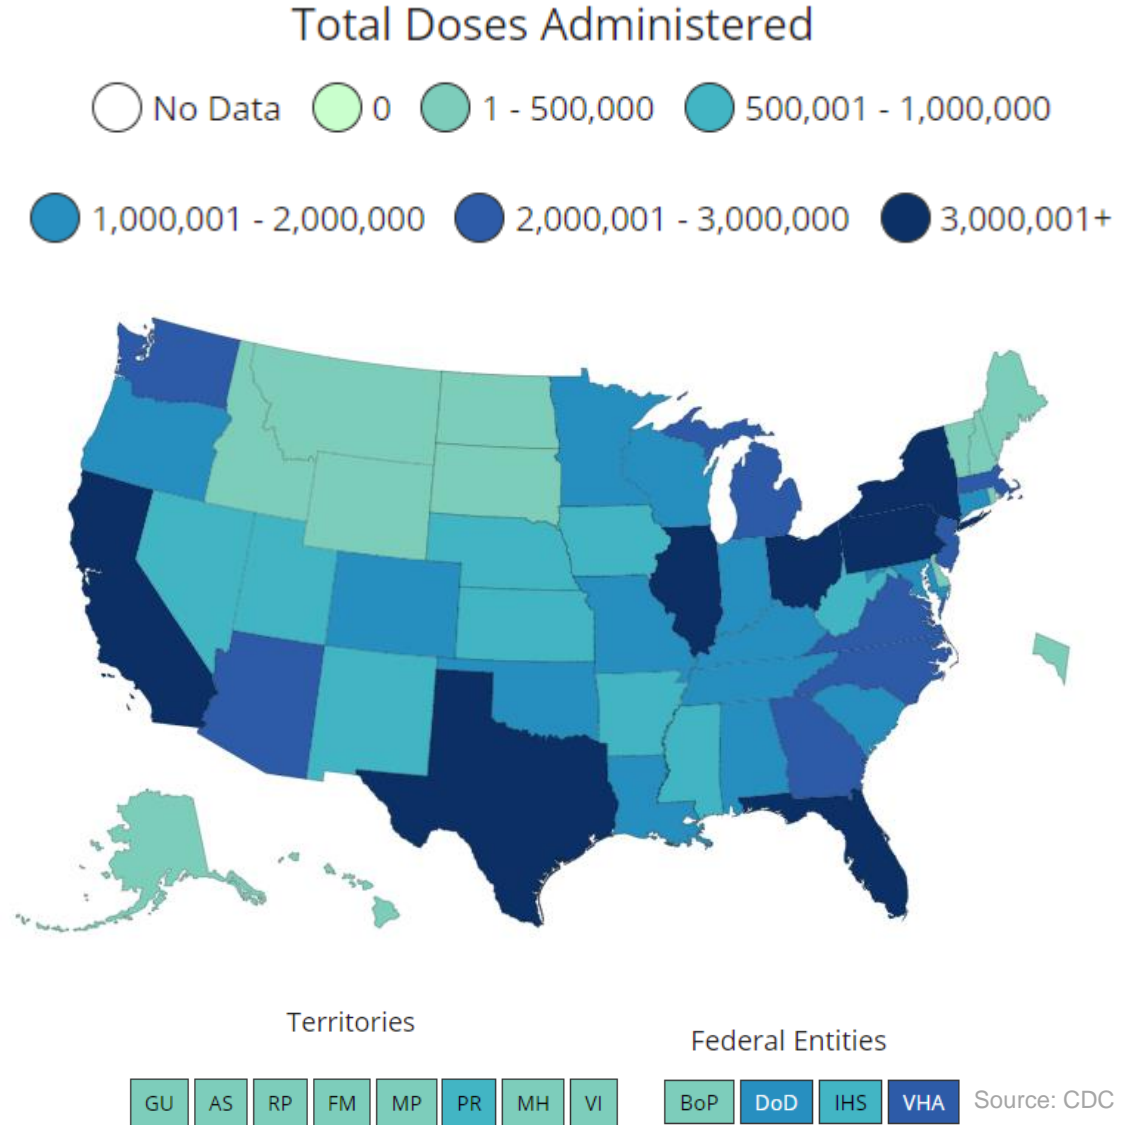 Total Doses Administered
No Data 0 1 - 500,000 500,001 - 1,000,000
1,000,001 - 2,000,000 2,000,001 - 3,000,000 3,000,001+
Territories
Federal Entities
GU AS RP FM MP PR MH VI
BoP DoD IHS VHA Source: CDC